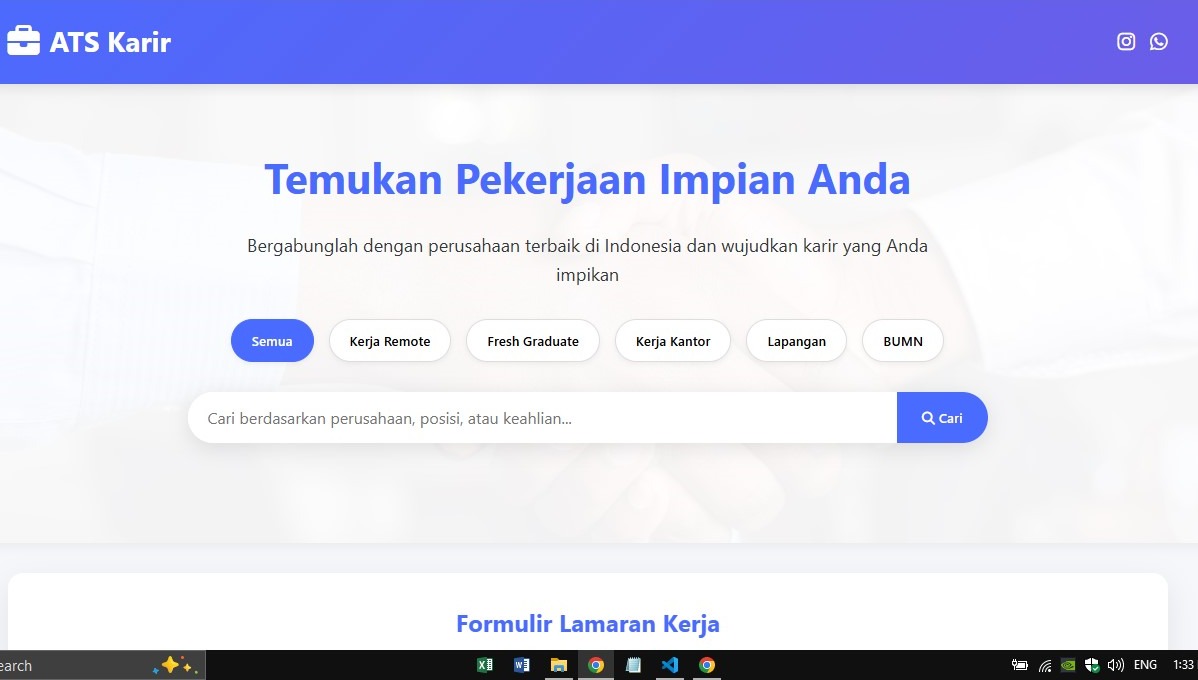 ATS Karir
Temukan Pekerjaan Impian Anda
Bergabunglah dengan perusahaan terbaik di Indonesia dan wujudkan karir yang Anda
impikan
Semua
Kerja Remote
Fresh Graduate
Kerja Kantor
Lapangan
BUMN
Cari berdasarkan perusahaan, posisi, atau keahlian...
Cari
Formulir Lamaran Kerja
earch
ENG
1:33